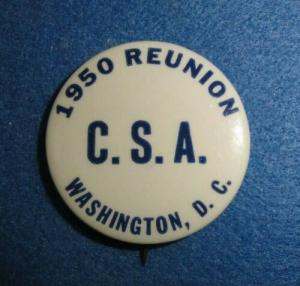 1950 REUNION
C. S. A.
WASHINGTON, D. C.